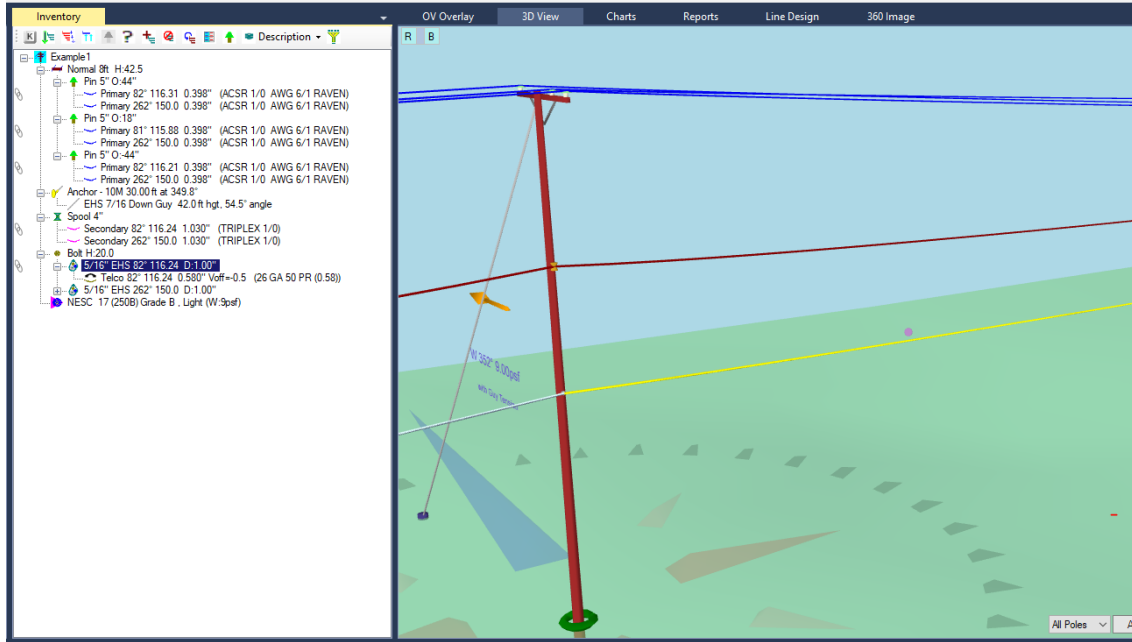 Inventory
OV Overlay 3D View Charts Reports Line Design 360 Image
K Description
R B
Example1
Normal 8ft H:42.5
Pin 5" O:44"
Primary 82° 116.31 0.398" (ACSR 1/0 AWG 6/1 RAVEN)
Primary 262° 150.0 0.398" (ACSR 1/0 AWG 6/1 RAVEN)
Pin 5" O:18"
Primary 81° 115.88 0.398" (ACSR 1/0 AWG 6/1 RAVEN)
Primary 262° 150.0 0.398" (ACSR 1/0 AWG 6/1 RAVEN)
Pin 5" O:-44"
Primary 82° 116.21 0.398" (ACSR 1/0 AWG 6/1 RAVEN)
Primary 262° 150.0 0.398" (ACSR 1/0 AWG 6/1 RAVEN)
Anchor - 10M 30.00 ft at 349.8°
EHS 7/16 Down Guy 42.0 ft hgt, 54.5° angle
Spool 4"
Secondary 82° 116.24 1.030" (TRIPLEX 1/0)
Secondary 262° 150.0 1.030" (TRIPLEX 1/0)
Bolt H:20.0
5/16" EHS 82° 116.24 D:1.00"
Telco 82° 116.24 0.580" Voff=-0.5 (26 GA 50 PR (0.58))
5/16" EHS 262° 150.0 D:1.00"
NESC 17 (250B) Grade B , Light (W:9psf)
W 352° 9.00psf
with Guy Tension
All Poles
A